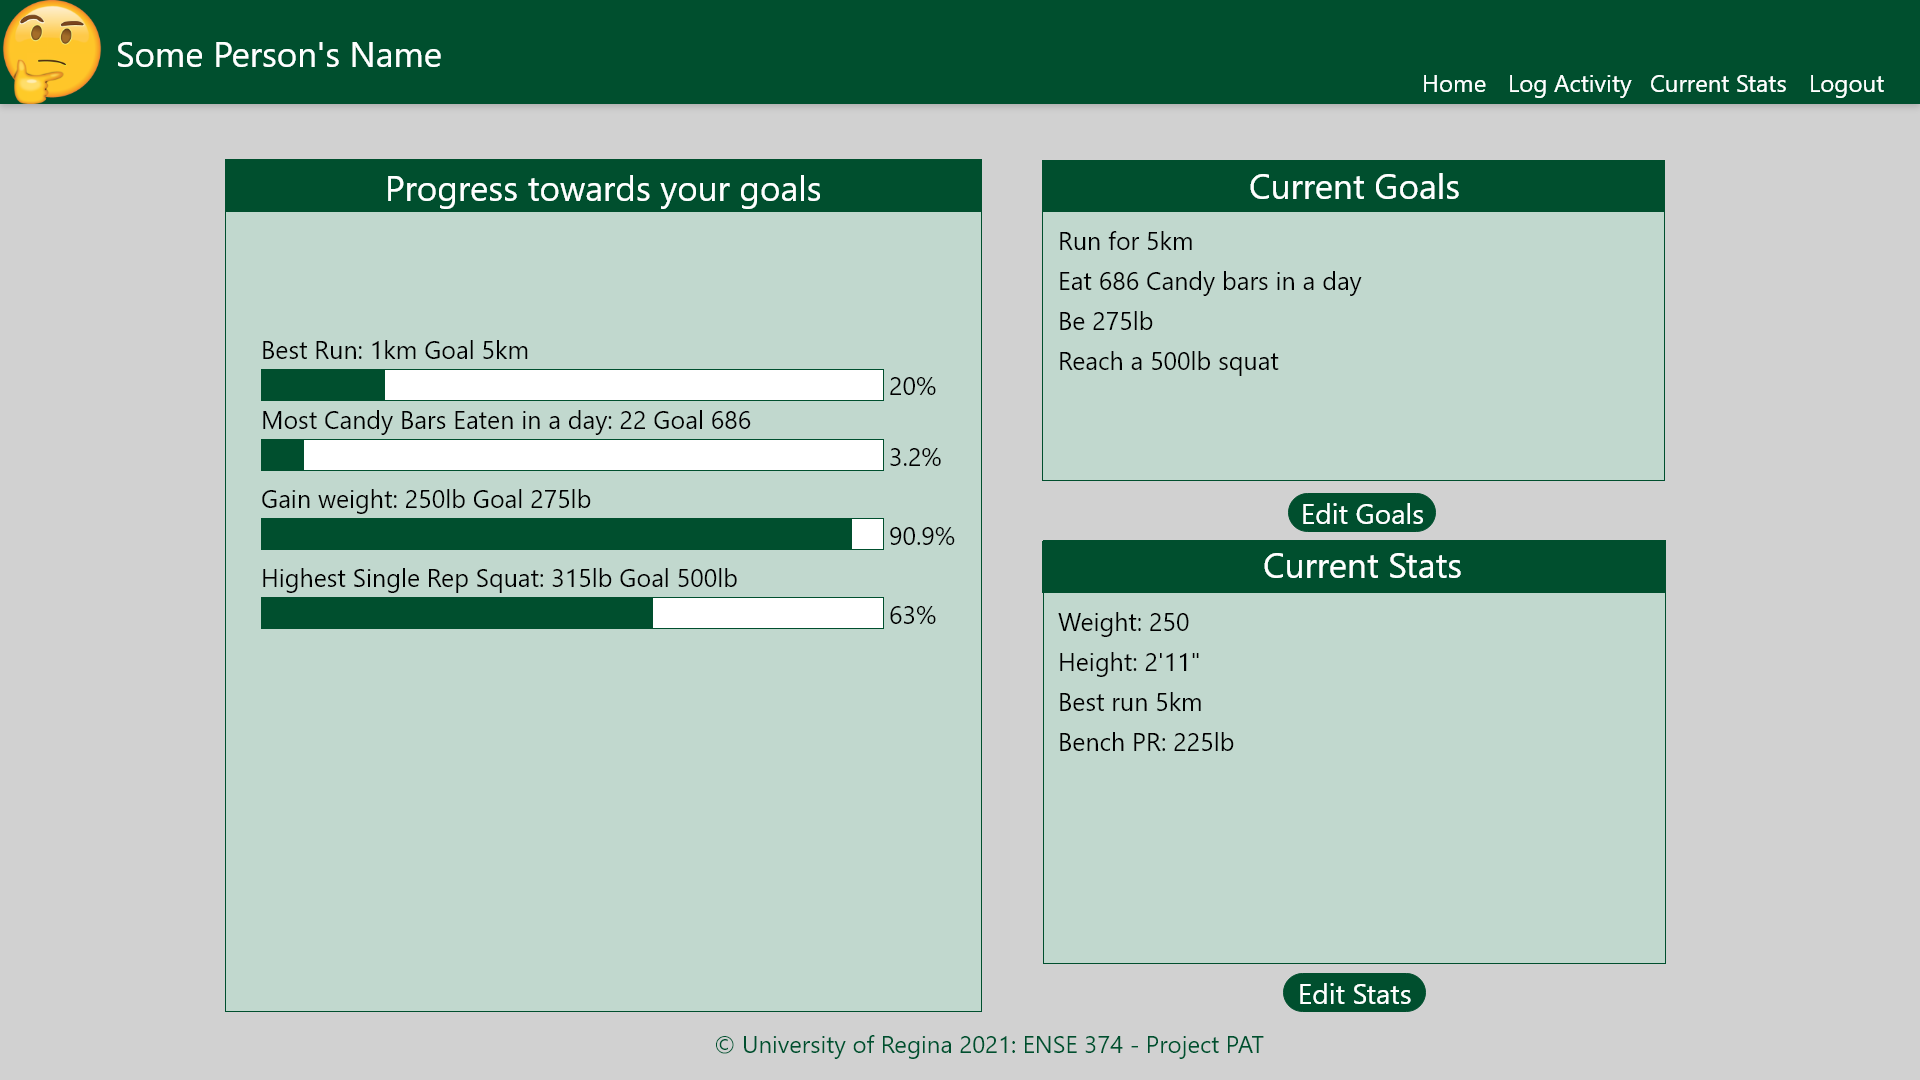 Some Person's Name
Home
Log Activity
Current Stats
Logout
Progress towards your goals
Best Run: 1km Goal 5km
20%
Most Candy Bars Eaten in a day: 22 Goal 686
3.2%
Gain weight: 250lb Goal 275lb
90.9%
Highest Single Rep Squat: 315lb Goal 500lb
63%
Current Goals
Run for 5km
Eat 686 Candy bars in a day
Be 275lb
Reach a 500lb squat
Edit Goals
Current Stats
Weight: 250
Height: 2'11"
Best run 5km
Bench PR: 225lb
Edit Stats
© University of Regina 2021: ENSE 374 - Project PAT